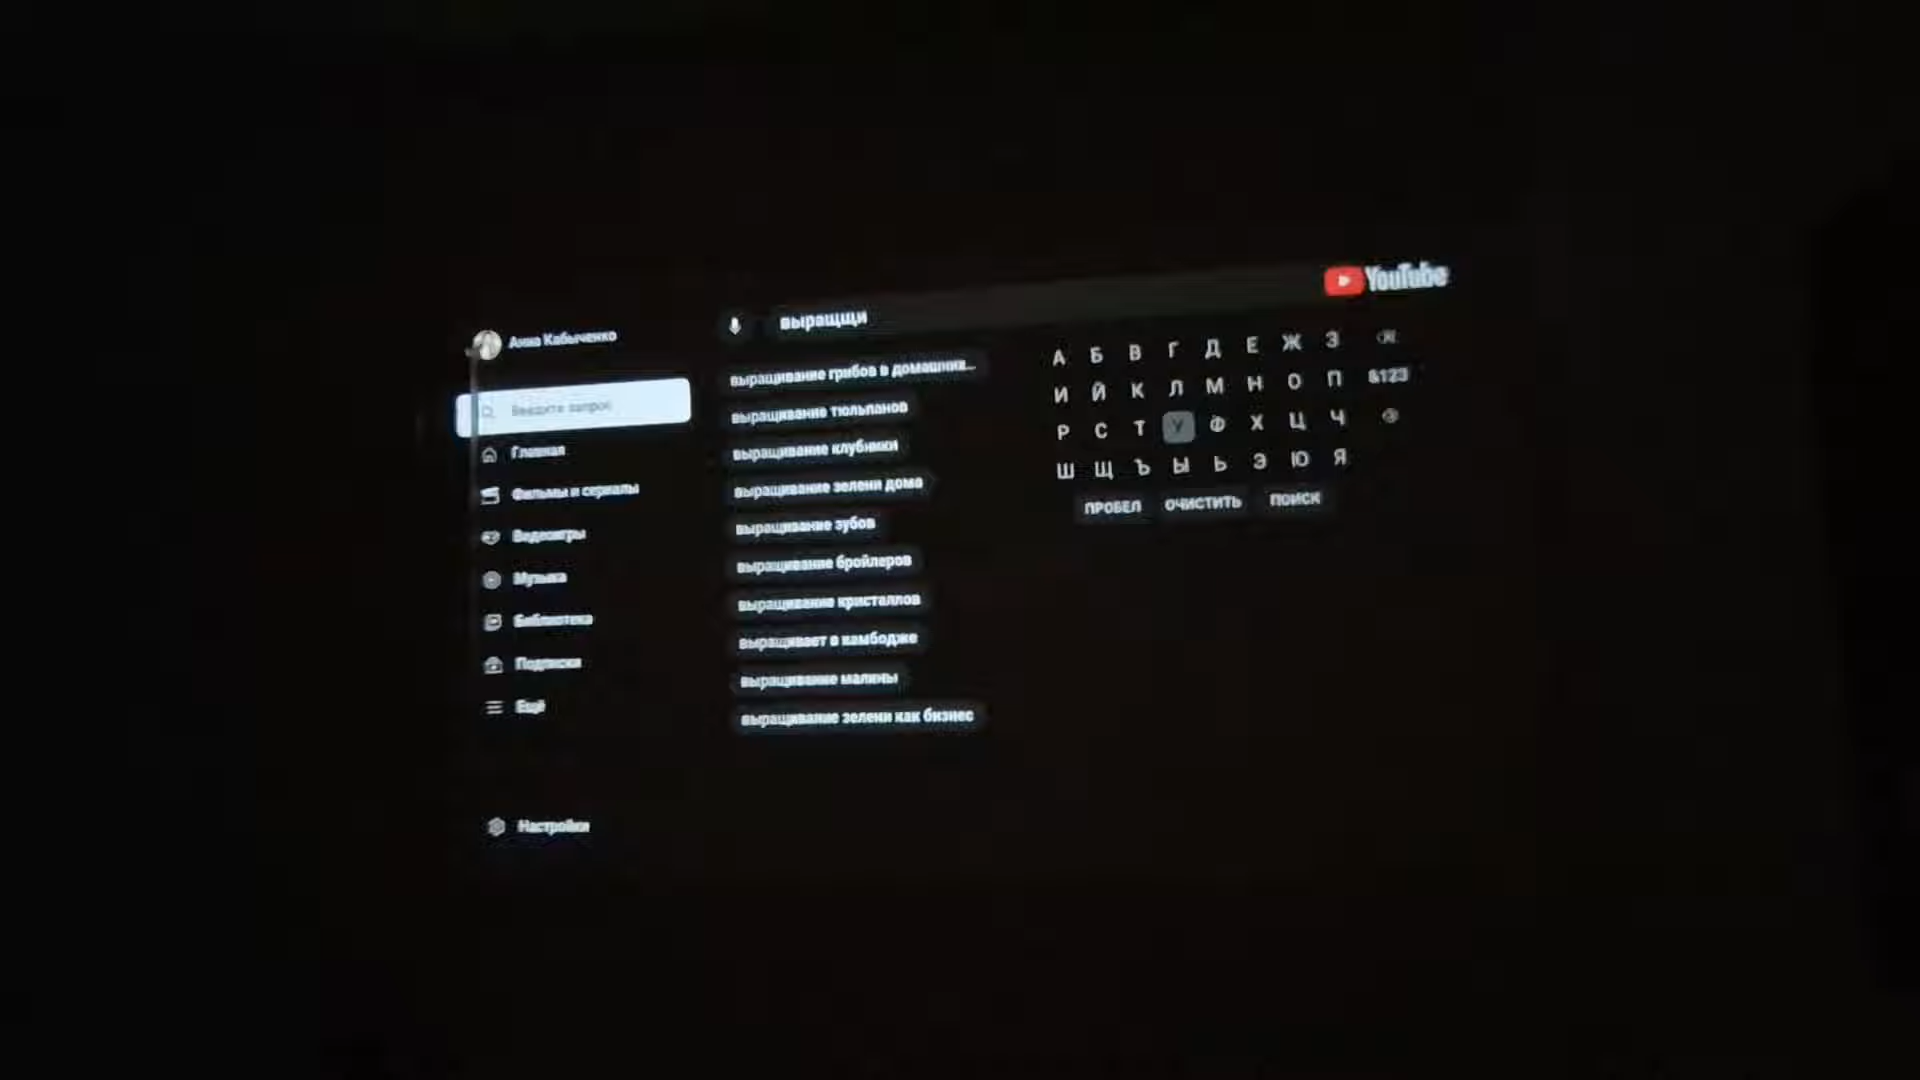 YouTube
Анна Кабыченко
выращщи
Введите запрос
Главная
Фильмы и сериалы
Видеоигры
Музыка
Библиотека
Подписки
Ещё
Настройки
выращивание грибов в домашних...
выращивание тюльпанов
выращивание клубники
выращивание зелени дома
выращивание зубов
выращивание бройлеров
выращивание кристаллов
выращивает в камбодже
выращивание малины
выращивание зелени как бизнес
А Б В Г Д Е Ж З
И Й К Л М Н О П &123
Р С Т У Ф Х Ц Ч
Ш Щ Ъ Ы Ь Э Ю Я
ПРОБЕЛ ОЧИСТИТЬ ПОИСК